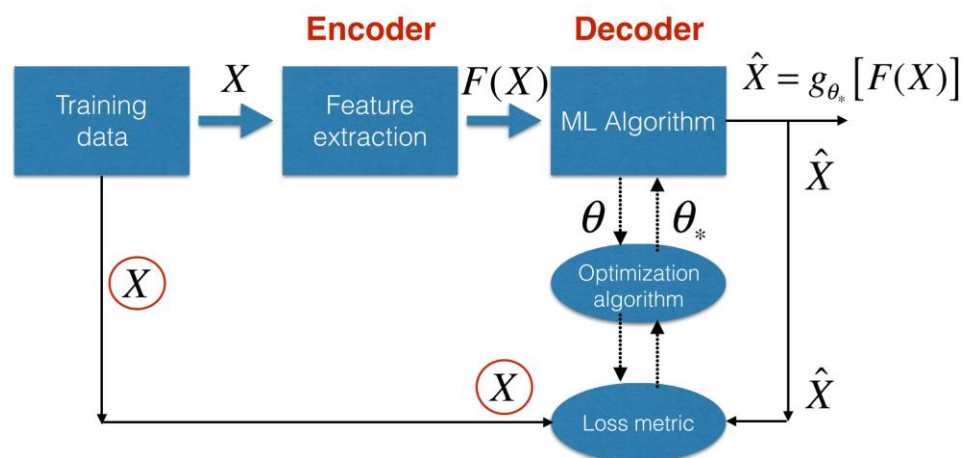 Encoder
Decoder
Training
data
X
Feature
extraction
F(X)
ML Algorithm
X̂ = g_θ* [F(X)]
X̂
θ
θ*
Optimization
algorithm
X
X
Loss metric
X̂